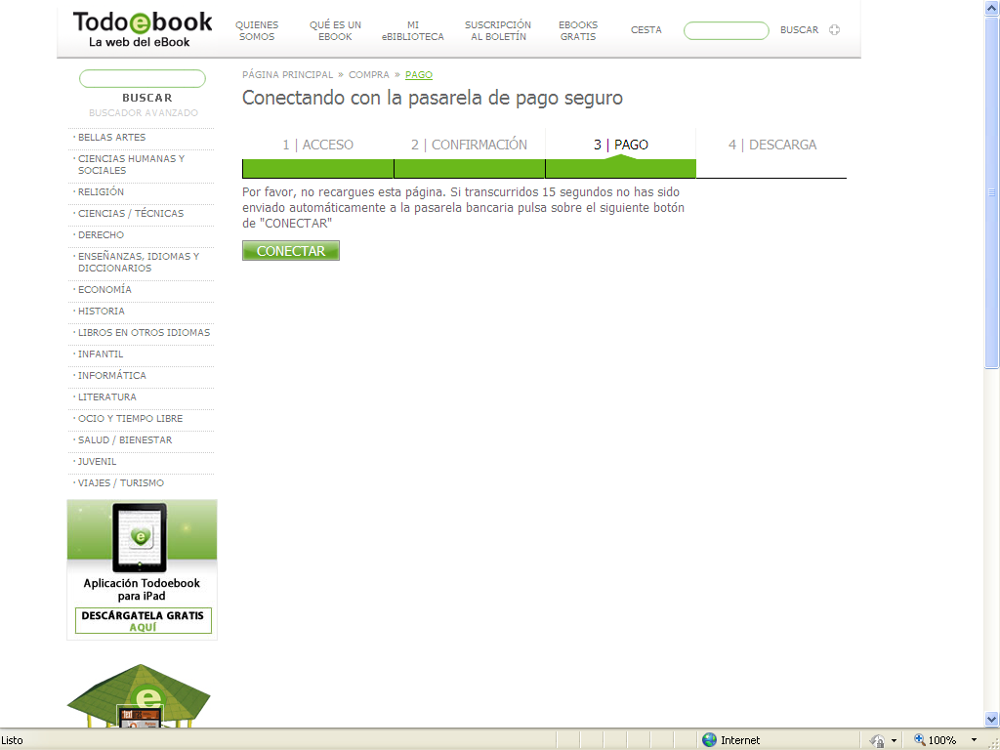 Todoebook
La web del eBook
QUIENES
SOMOS
QUÉ ES UN
EBOOK
MI
eBIBLIOTECA
SUSCRIPCIÓN
AL BOLETÍN
EBOOKS
GRATIS
CESTA
BUSCAR
BUSCAR
BUSCADOR AVANZADO
· BELLAS ARTES
· CIENCIAS HUMANAS Y
SOCIALES
· RELIGIÓN
· CIENCIAS / TÉCNICAS
· DERECHO
· ENSEÑANZAS, IDIOMAS Y
DICCIONARIOS
· ECONOMÍA
· HISTORIA
· LIBROS EN OTROS IDIOMAS
· INFANTIL
· INFORMÁTICA
· LITERATURA
· OCIO Y TIEMPO LIBRE
· SALUD / BIENESTAR
· JUVENIL
· VIAJES / TURISMO
e
Aplicación Todoebook
para iPad
DESCÁRGATELA GRATIS
AQUÍ
e
PÁGINA PRINCIPAL » COMPRA » PAGO
Conectando con la pasarela de pago seguro
1 | ACCESO
2 | CONFIRMACIÓN
3 | PAGO
4 | DESCARGA
Por favor, no recargues esta página. Si transcurridos 15 segundos no has sido
enviado automáticamente a la pasarela bancaria pulsa sobre el siguiente botón
de "CONECTAR"
CONECTAR
Listo
Internet
100%